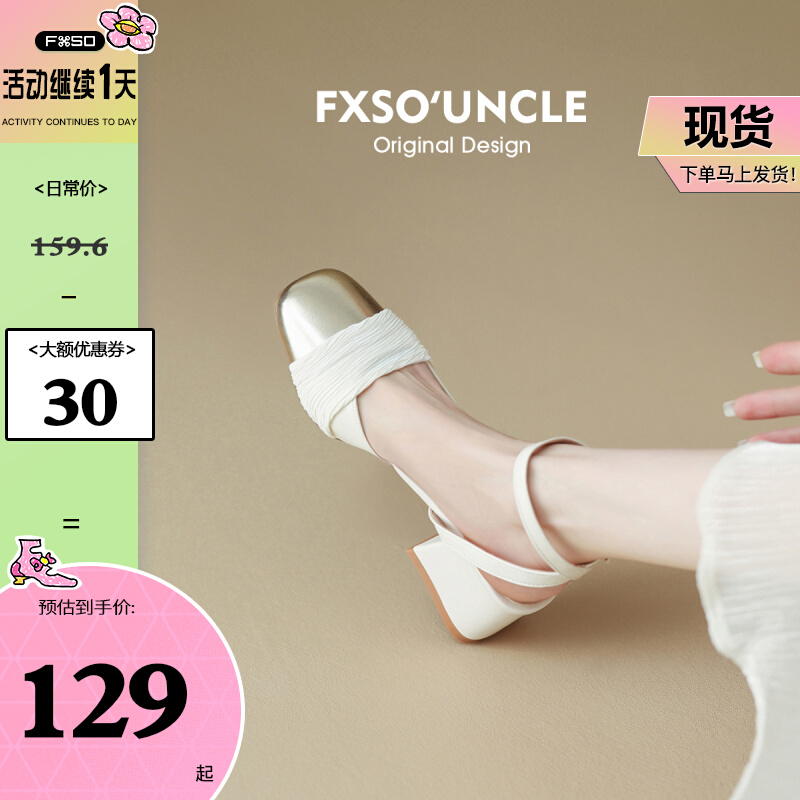 F⌘SO
活动继续1天
ACTIVITY CONTINUES TO DAY
<日常价>
159.6
–
<大额优惠券>
30
=
预估到手价:
129
起
FXSO'UNCLE
Original Design
现货
下单马上发货!